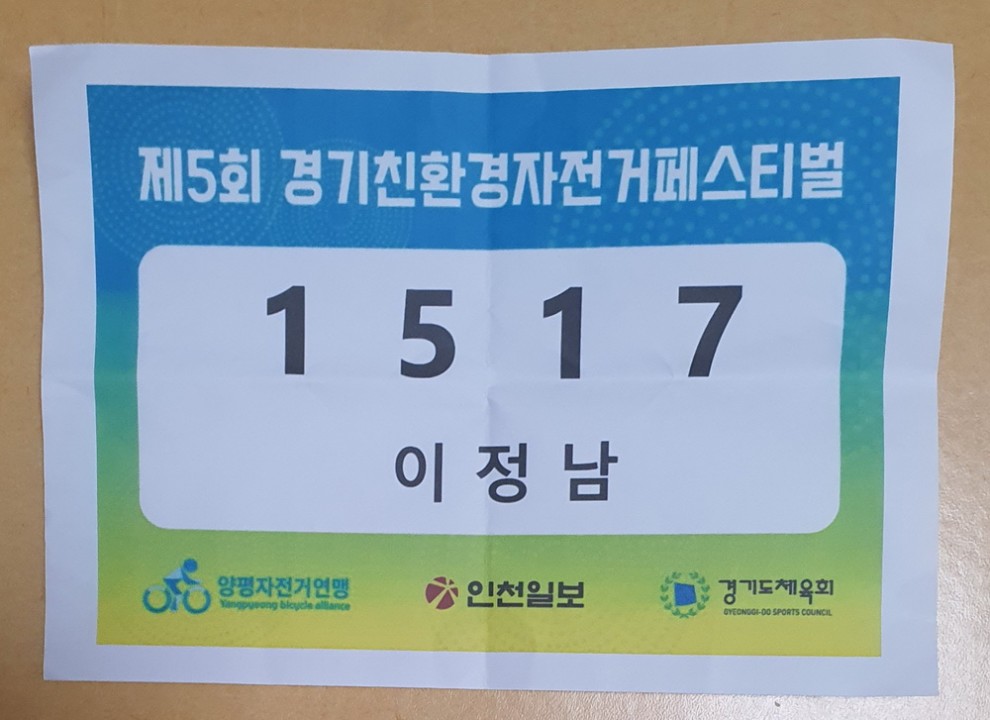 제5회 경기친환경자전거페스티벌
1 5 1 7
이 정 남
양평자전거연맹
Yangpyeong bicycle alliance
인천일보
경기도체육회
GYEONGGI-DO SPORTS COUNCIL